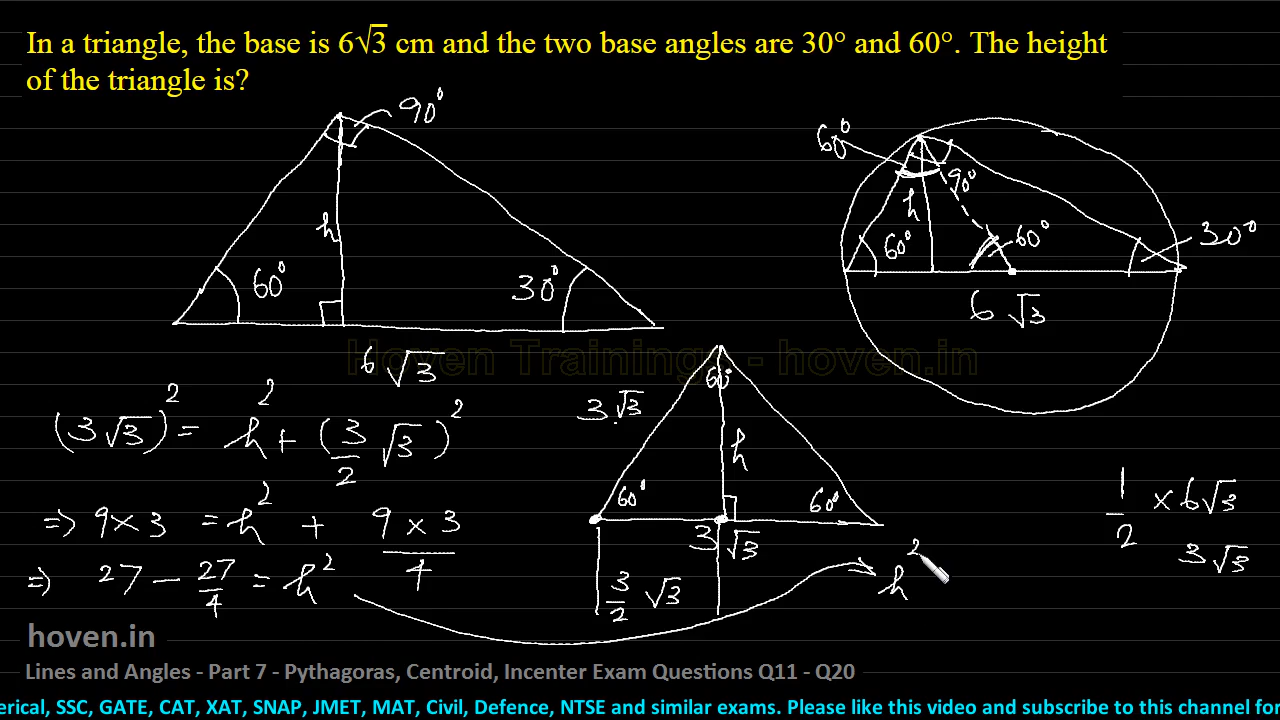 In a triangle, the base is 6√3 cm and the two base angles are 30° and 60°. The height
of the triangle is?
90°
h
60°
30°
6 √3
60°
90°
h
60°
60°
30°
6 √3
Hoven Trainings - hoven.in
60°
3√3
h
60°
60°
3 √3
3/2 √3
(3√3)² = h² + (3/2 √3)²
=> 9 × 3 = h² + 9 × 3/4
=> 27 - 27/4 = h²
h²
1/2 × 6√3
3√3
hoven.in
Lines and Angles - Part 7 - Pythagoras, Centroid, Incenter Exam Questions Q11 - Q20
erical, SSC, GATE, CAT, XAT, SNAP, JMET, MAT, Civil, Defence, NTSE and similar exams. Please like this video and subscribe to this channel for